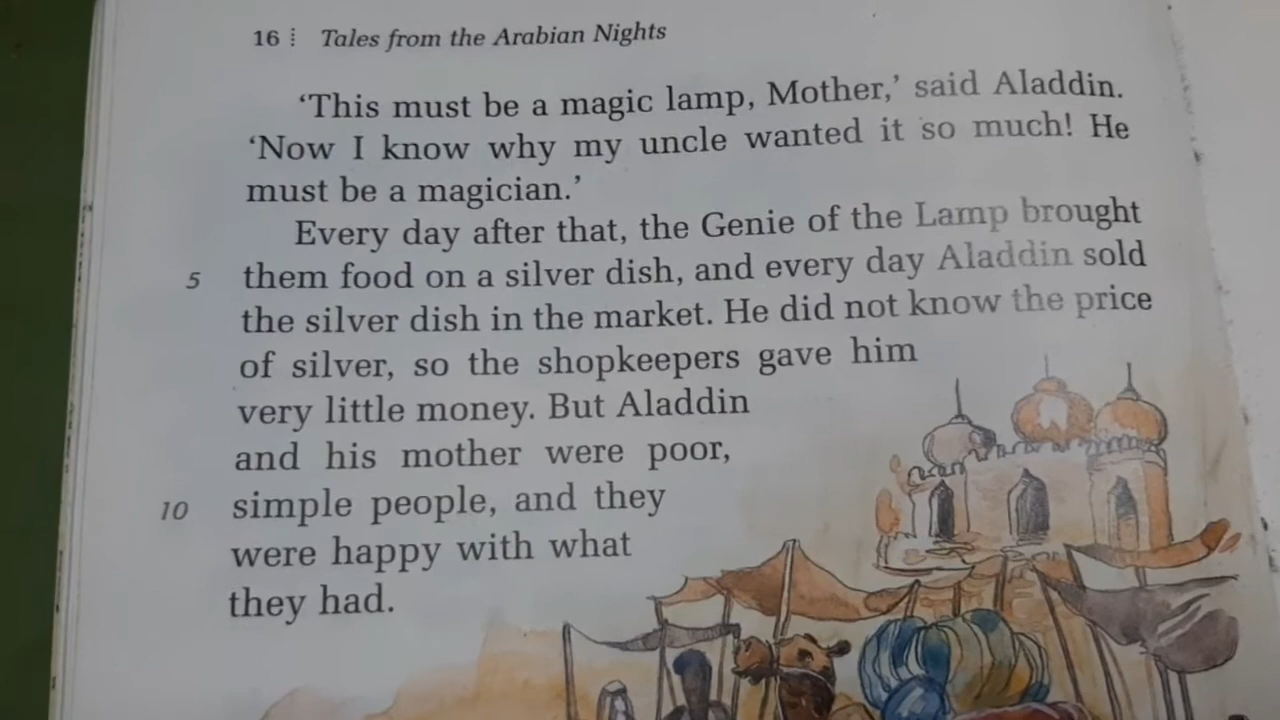 16 ⁝ Tales from the Arabian Nights
‘This must be a magic lamp, Mother,’ said Aladdin.
‘Now I know why my uncle wanted it so much! He
must be a magician.’
Every day after that, the Genie of the Lamp brought
5 them food on a silver dish, and every day Aladdin sold
the silver dish in the market. He did not know the price
of silver, so the shopkeepers gave him
very little money. But Aladdin
and his mother were poor,
10 simple people, and they
were happy with what
they had.